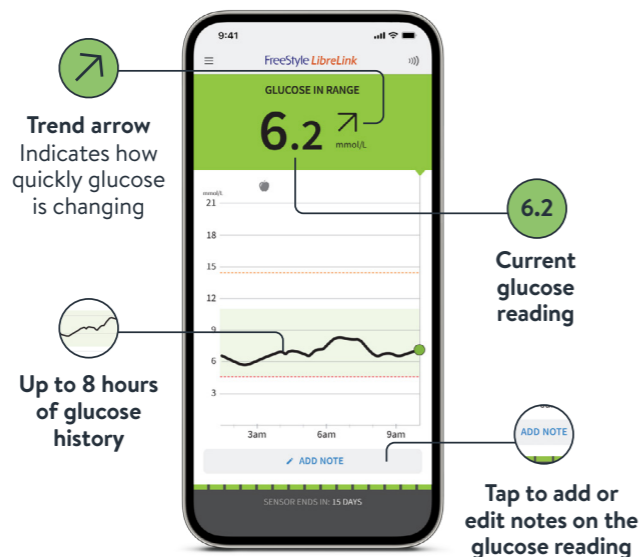 9:41
FreeStyle LibreLink
GLUCOSE IN RANGE
6.2
mmol/L
Trend arrow
Indicates how
quickly glucose
is changing
mmol/L
21
18
15
12
9
6
3
3am 6am 9am
ADD NOTE
SENSOR ENDS IN: 15 DAYS
6.2
Current
glucose
reading
Up to 8 hours
of glucose
history
ADD NOTE
Tap to add or
edit notes on the
glucose reading